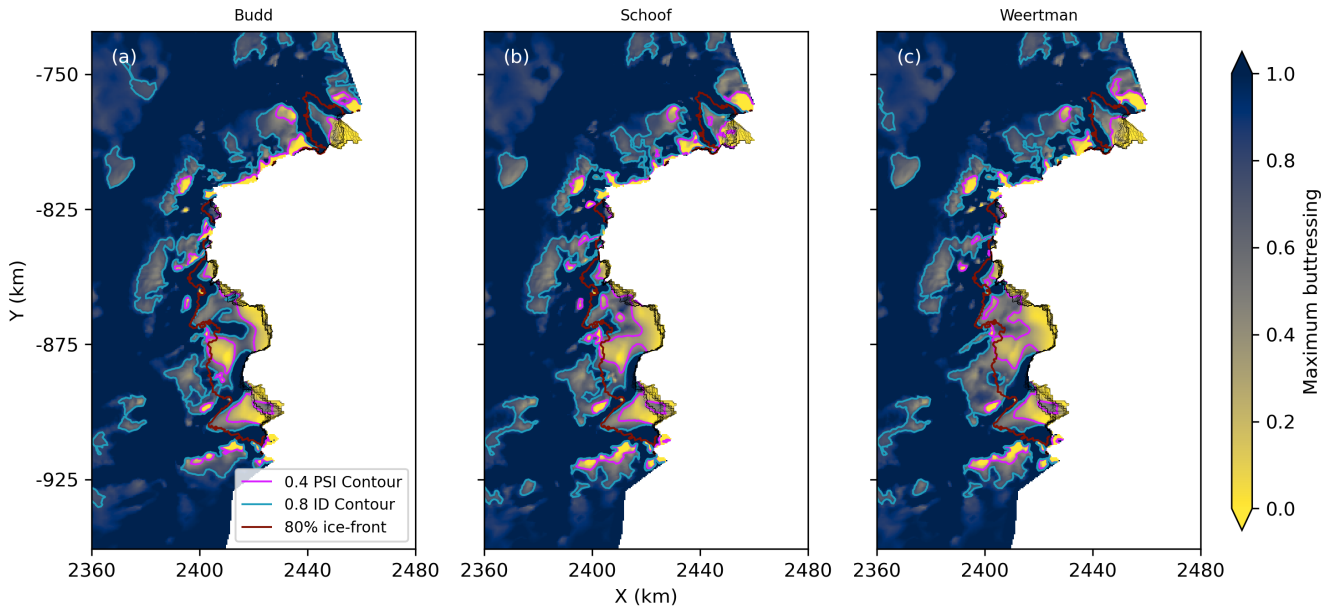 Budd
Schoof
Weertman
(a)
(b)
(c)
-750
-825
-875
-925
Y (km)
0.4 PSI Contour
0.8 ID Contour
80% ice-front
2360 2400 2440 2480
2360 2400 2440 2480
2360 2400 2440 2480
X (km)
1.0
0.8
0.6
0.4
0.2
0.0
Maximum buttressing